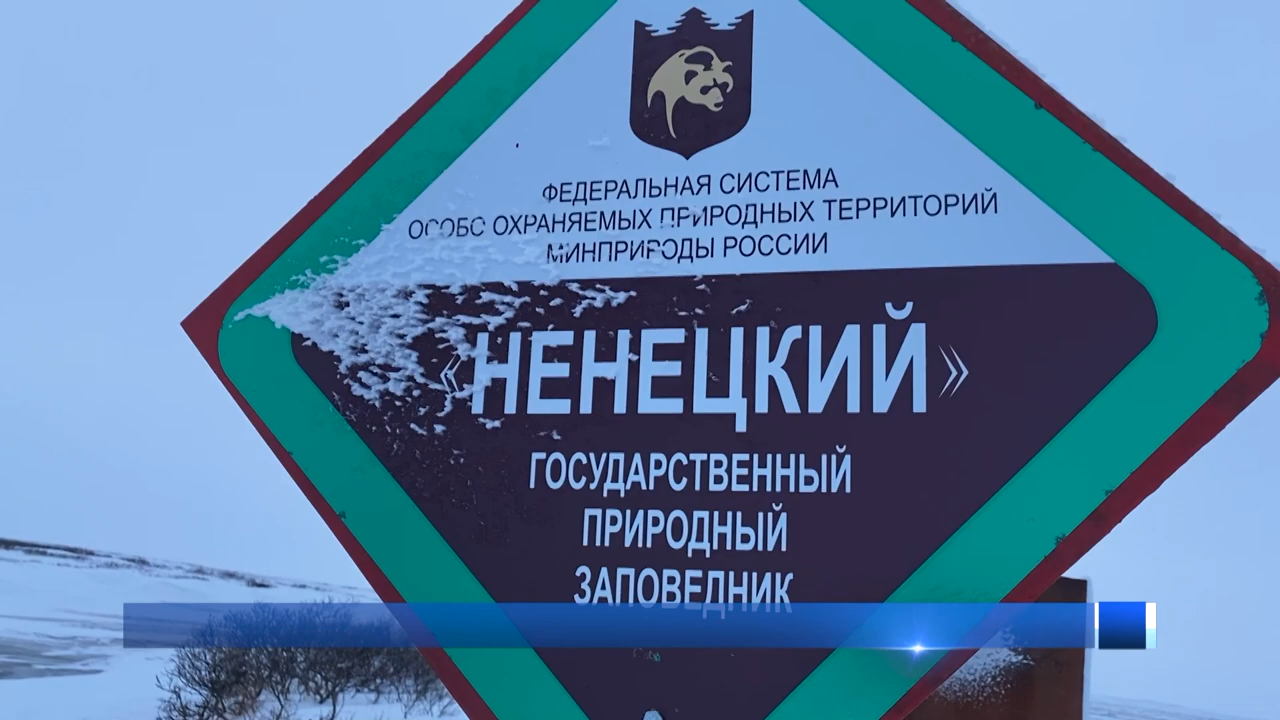 ФЕДЕРАЛЬНАЯ СИСТЕМА
ОСОБО ОХРАНЯЕМЫХ ПРИРОДНЫХ ТЕРРИТОРИЙ
МИНПРИРОДЫ РОССИИ
«НЕНЕЦКИЙ»
ГОСУДАРСТВЕННЫЙ
ПРИРОДНЫЙ
ЗАПОВЕДНИК